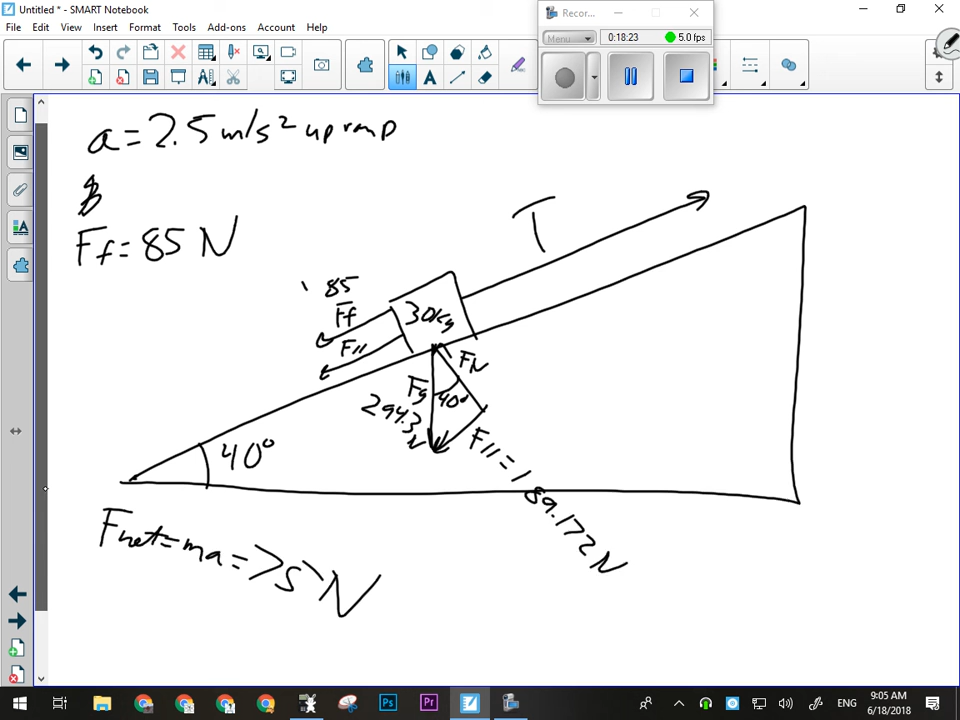 Untitled * - SMART Notebook
File Edit View Insert Format Tools Add-ons Account Help
Recor...
Menu
0:18:23
5.0 fps
a = 2.5 m/s² up ramp
Ff = 85 N
T
85
Ff
F//
30kg
FN
Fg
40°
294.3
N
F// = 189.172 N
40°
Fnet = ma = 75 N
ENG
9:05 AM
6/18/2018